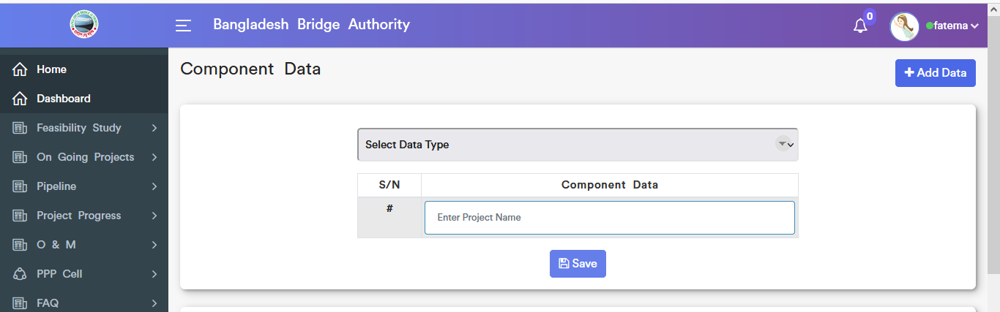 Bangladesh Bridge Authority
0
fatema
Home
Dashboard
Feasibility Study
On Going Projects
Pipeline
Project Progress
O & M
PPP Cell
FAQ
Component Data
Add Data
Select Data Type
S/N Component Data
# Enter Project Name
Save